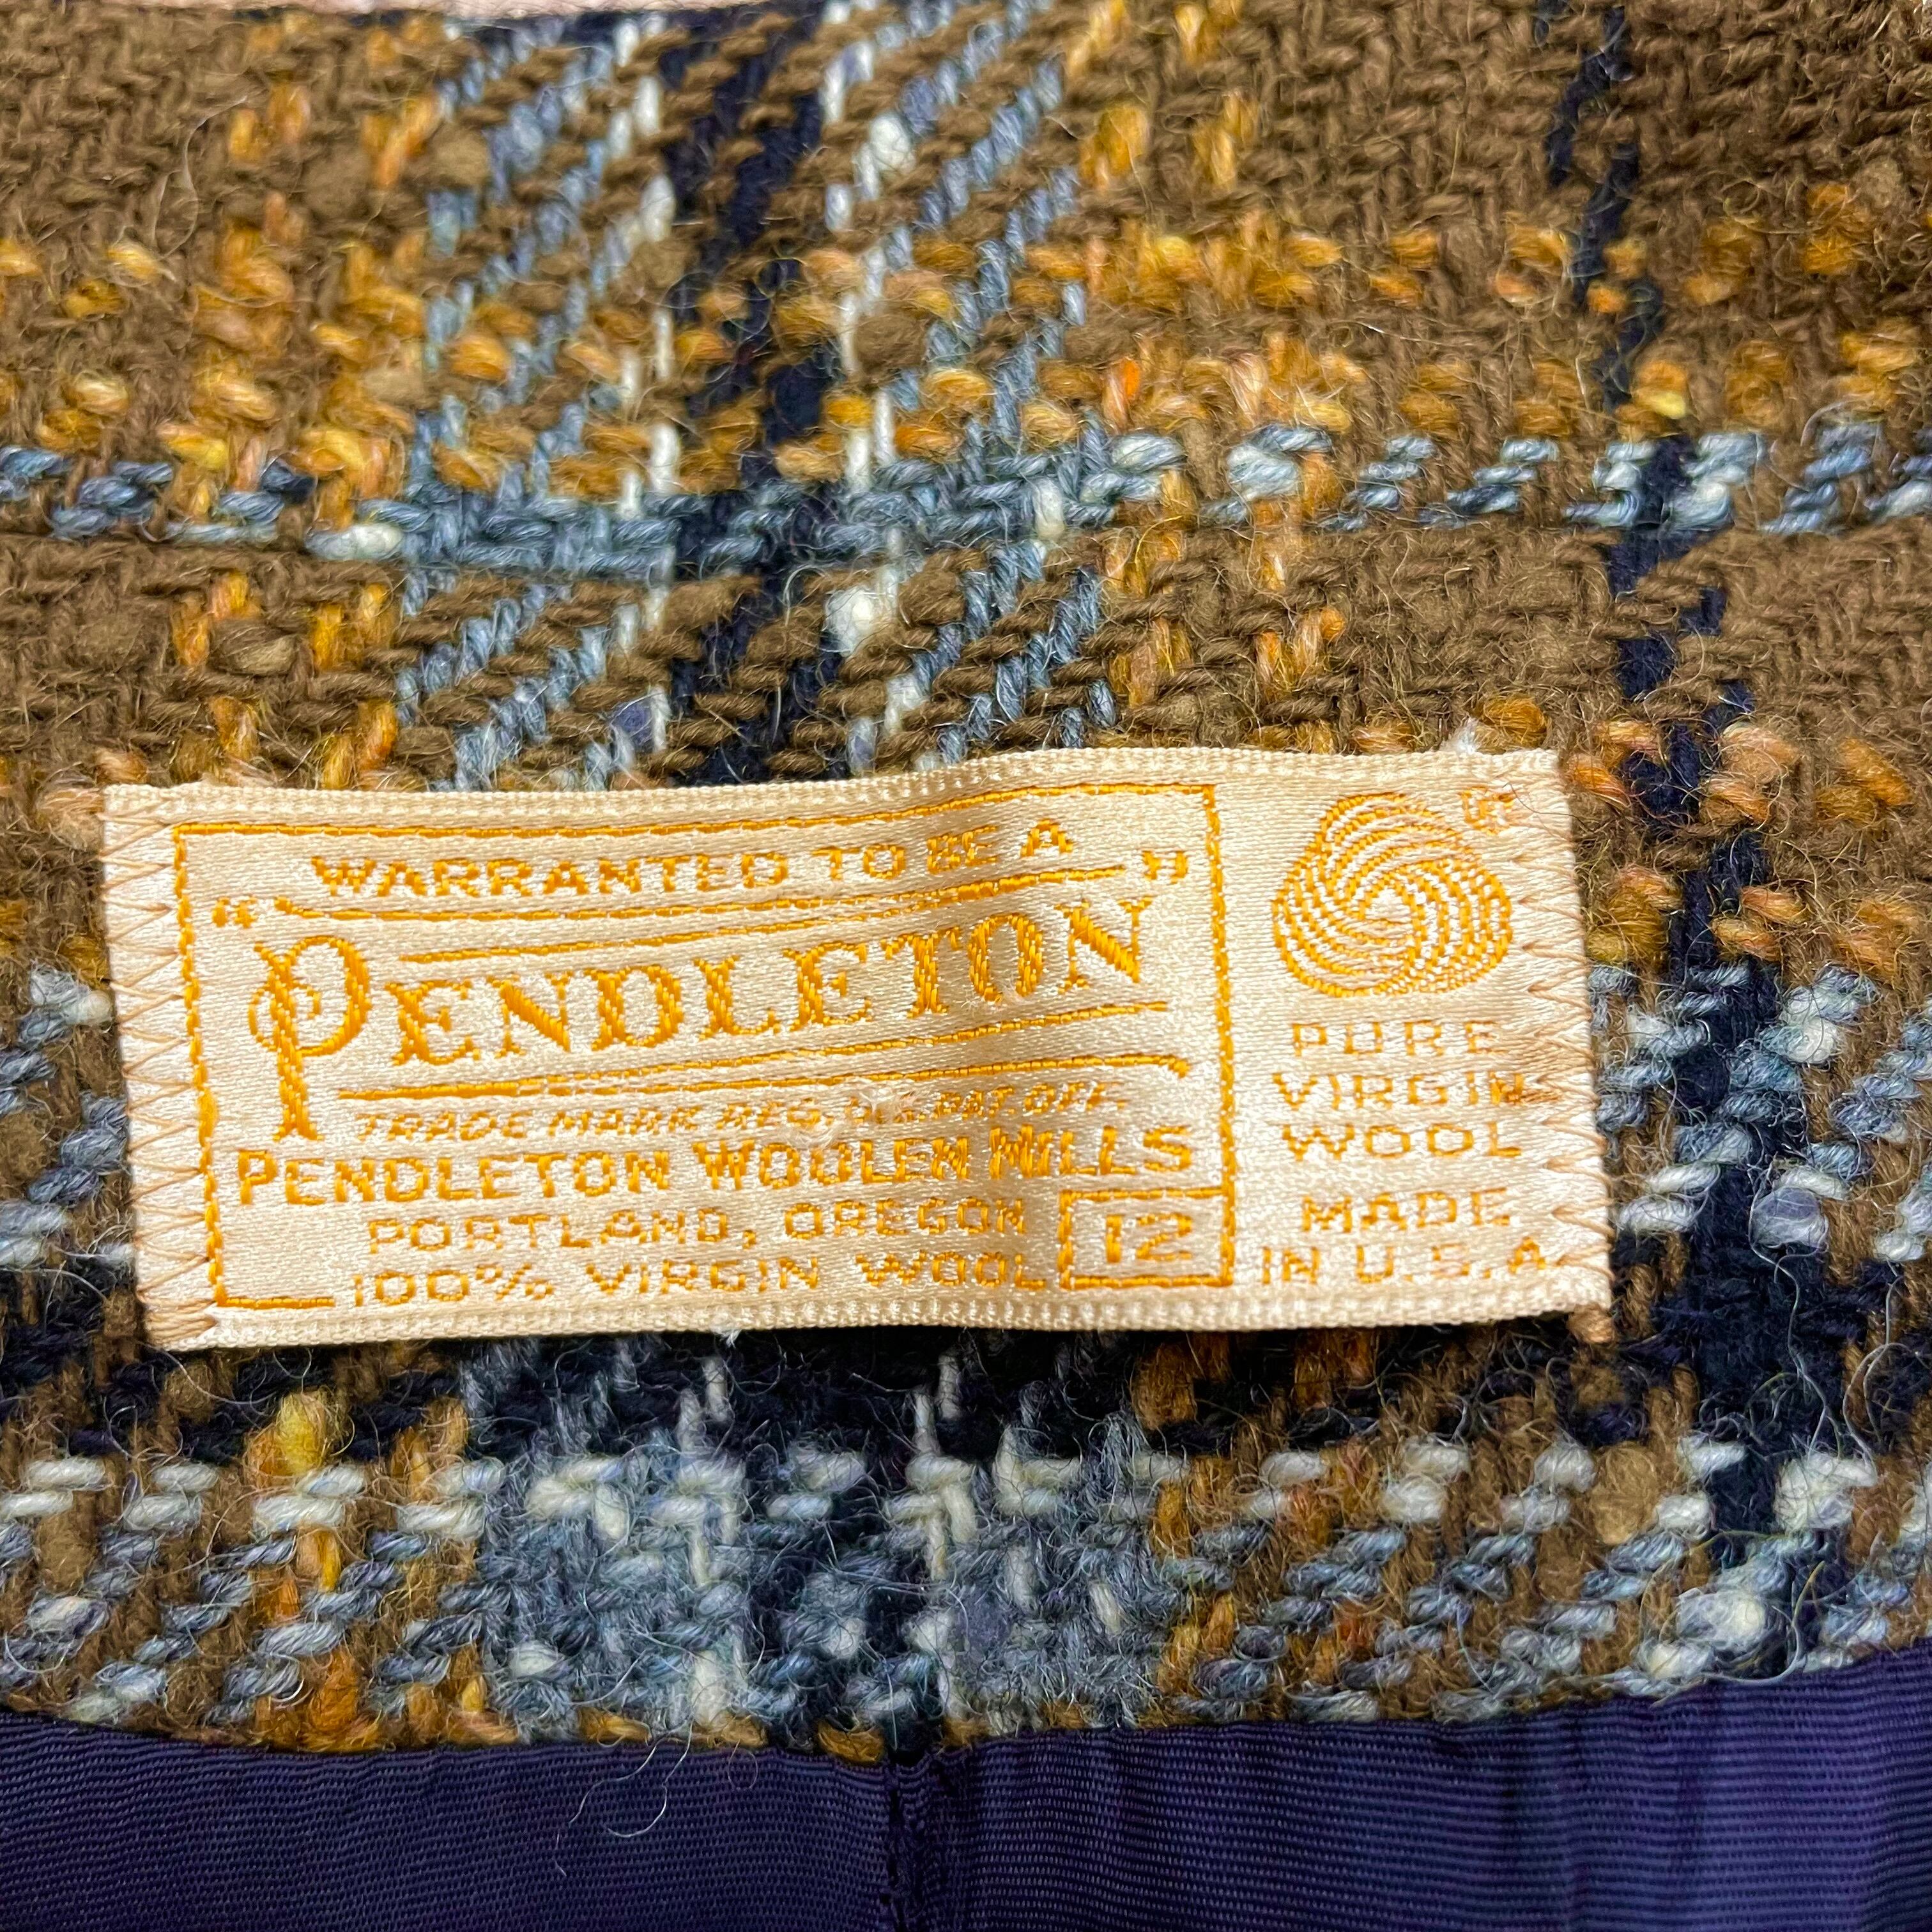 WARRANTED TO BE A
"PENDLETON"
TRADE MARK REG. U.S. PAT. OFF.
PENDLETON WOOLEN MILLS
PORTLAND, OREGON
100% VIRGIN WOOL
12
PURE
VIRGIN
WOOL
MADE
IN U.S.A.